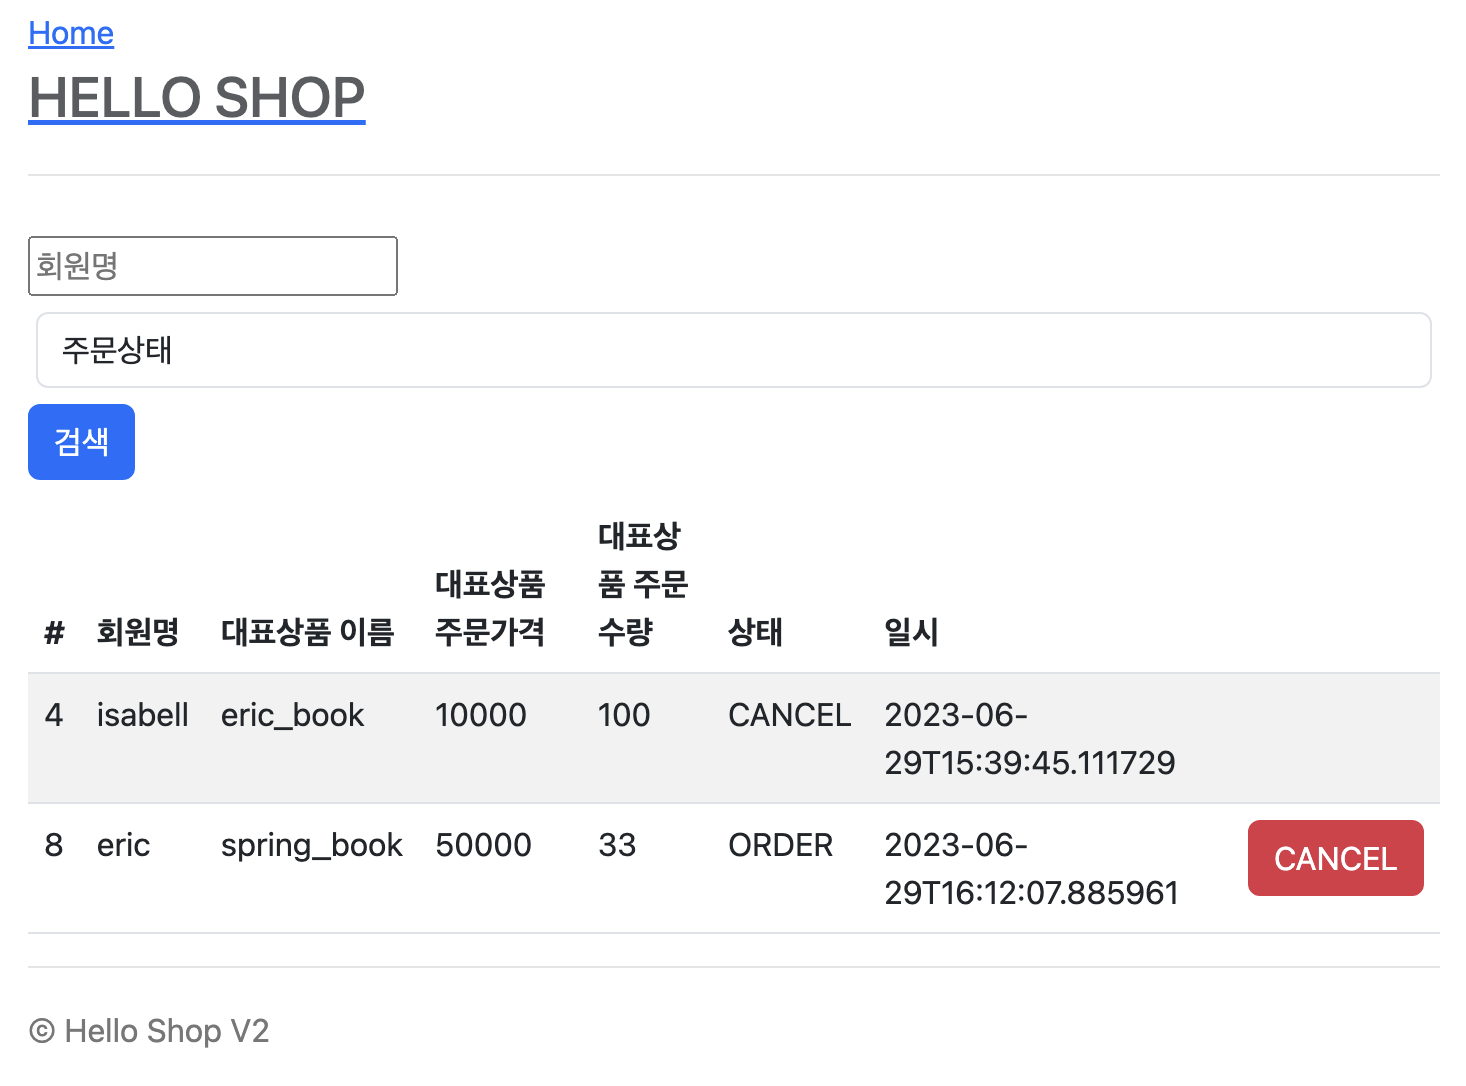 Home
HELLO SHOP
회원명
주문상태
검색
# 회원명 대표상품 이름 대표상품 주문가격 대표상품 주문수량 상태 일시
4 isabell eric_book 10000 100 CANCEL 2023-06-29T15:39:45.111729
8 eric spring_book 50000 33 ORDER 2023-06-29T16:12:07.885961 CANCEL
© Hello Shop V2